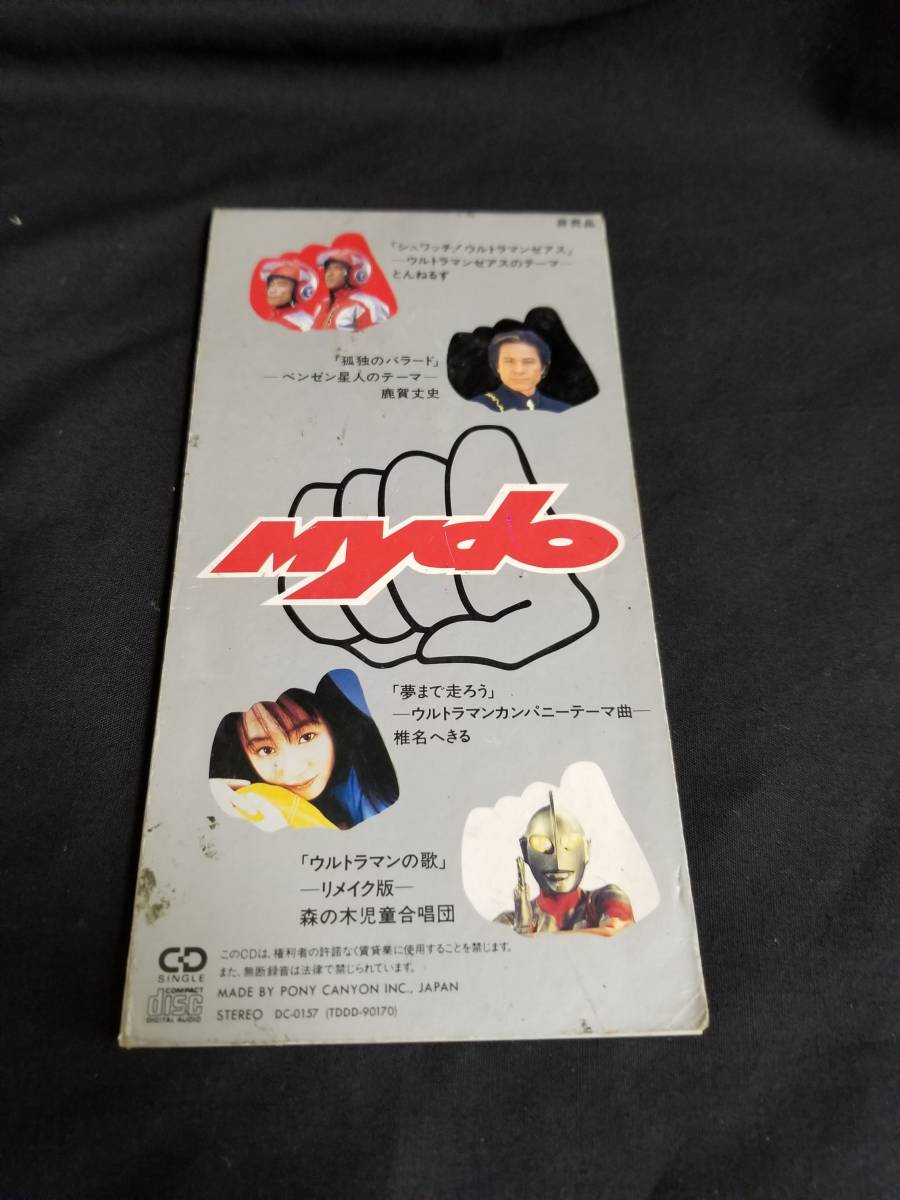 非売品
「シュワッチ!ウルトラマンゼアス」
—ウルトラマンゼアスのテーマ—
とんねるず
「孤独のバラード」
—ベンゼン星人のテーマ—
鹿賀丈史
MYDO
「夢まで走ろう」
—ウルトラマンカンパニーテーマ曲—
椎名へきる
「ウルトラマンの歌」
—リメイク版—
森の木児童合唱団
CD
SINGLE
COMPACT
disc
DIGITAL AUDIO
このCDは、権利者の許諾なく賃貸業に使用することを禁じます。
また、無断録音は法律で禁じられています。
MADE BY PONY CANYON INC., JAPAN
STEREO DC-0157 (TDDD-90170)